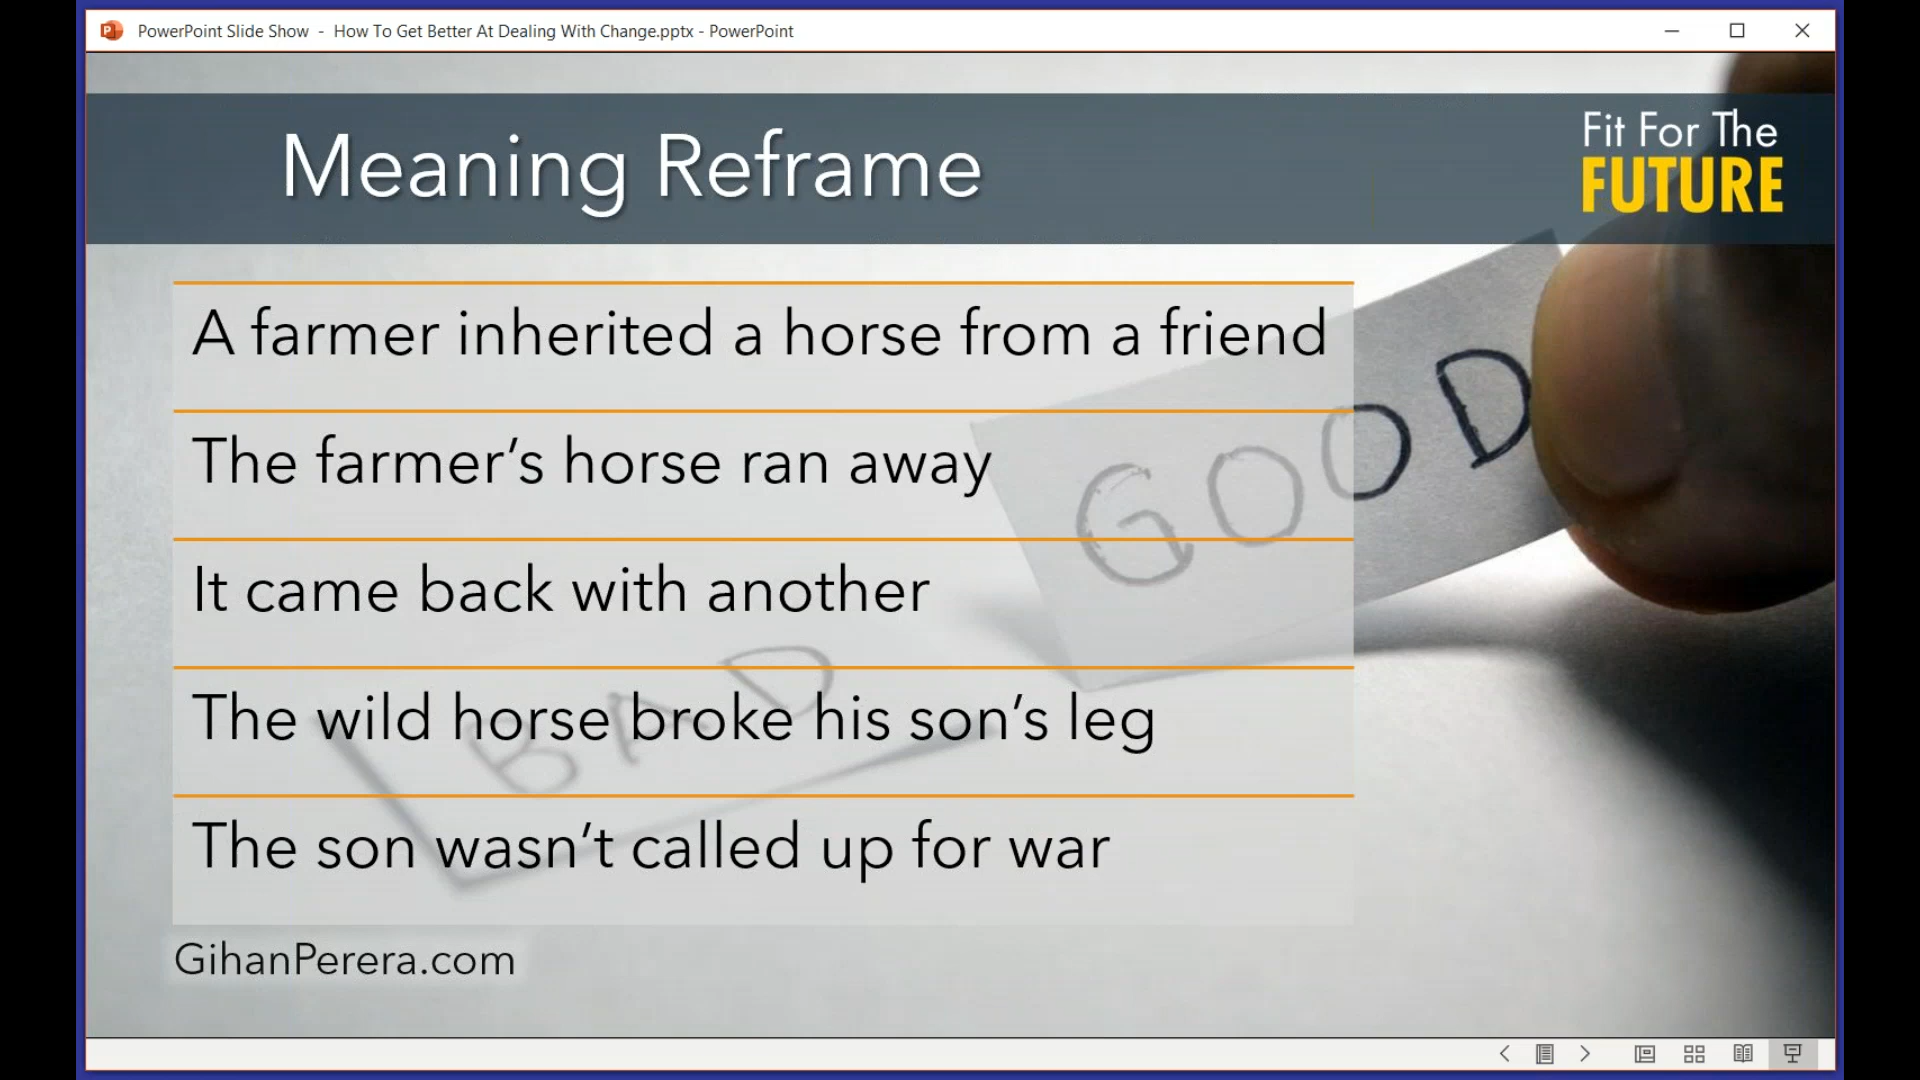 PowerPoint Slide Show - How To Get Better At Dealing With Change.pptx - PowerPoint
Meaning Reframe
Fit For The
FUTURE
A farmer inherited a horse from a friend
The farmer’s horse ran away
It came back with another
The wild horse broke his son’s leg
The son wasn’t called up for war
GOOD
BAD
GihanPerera.com